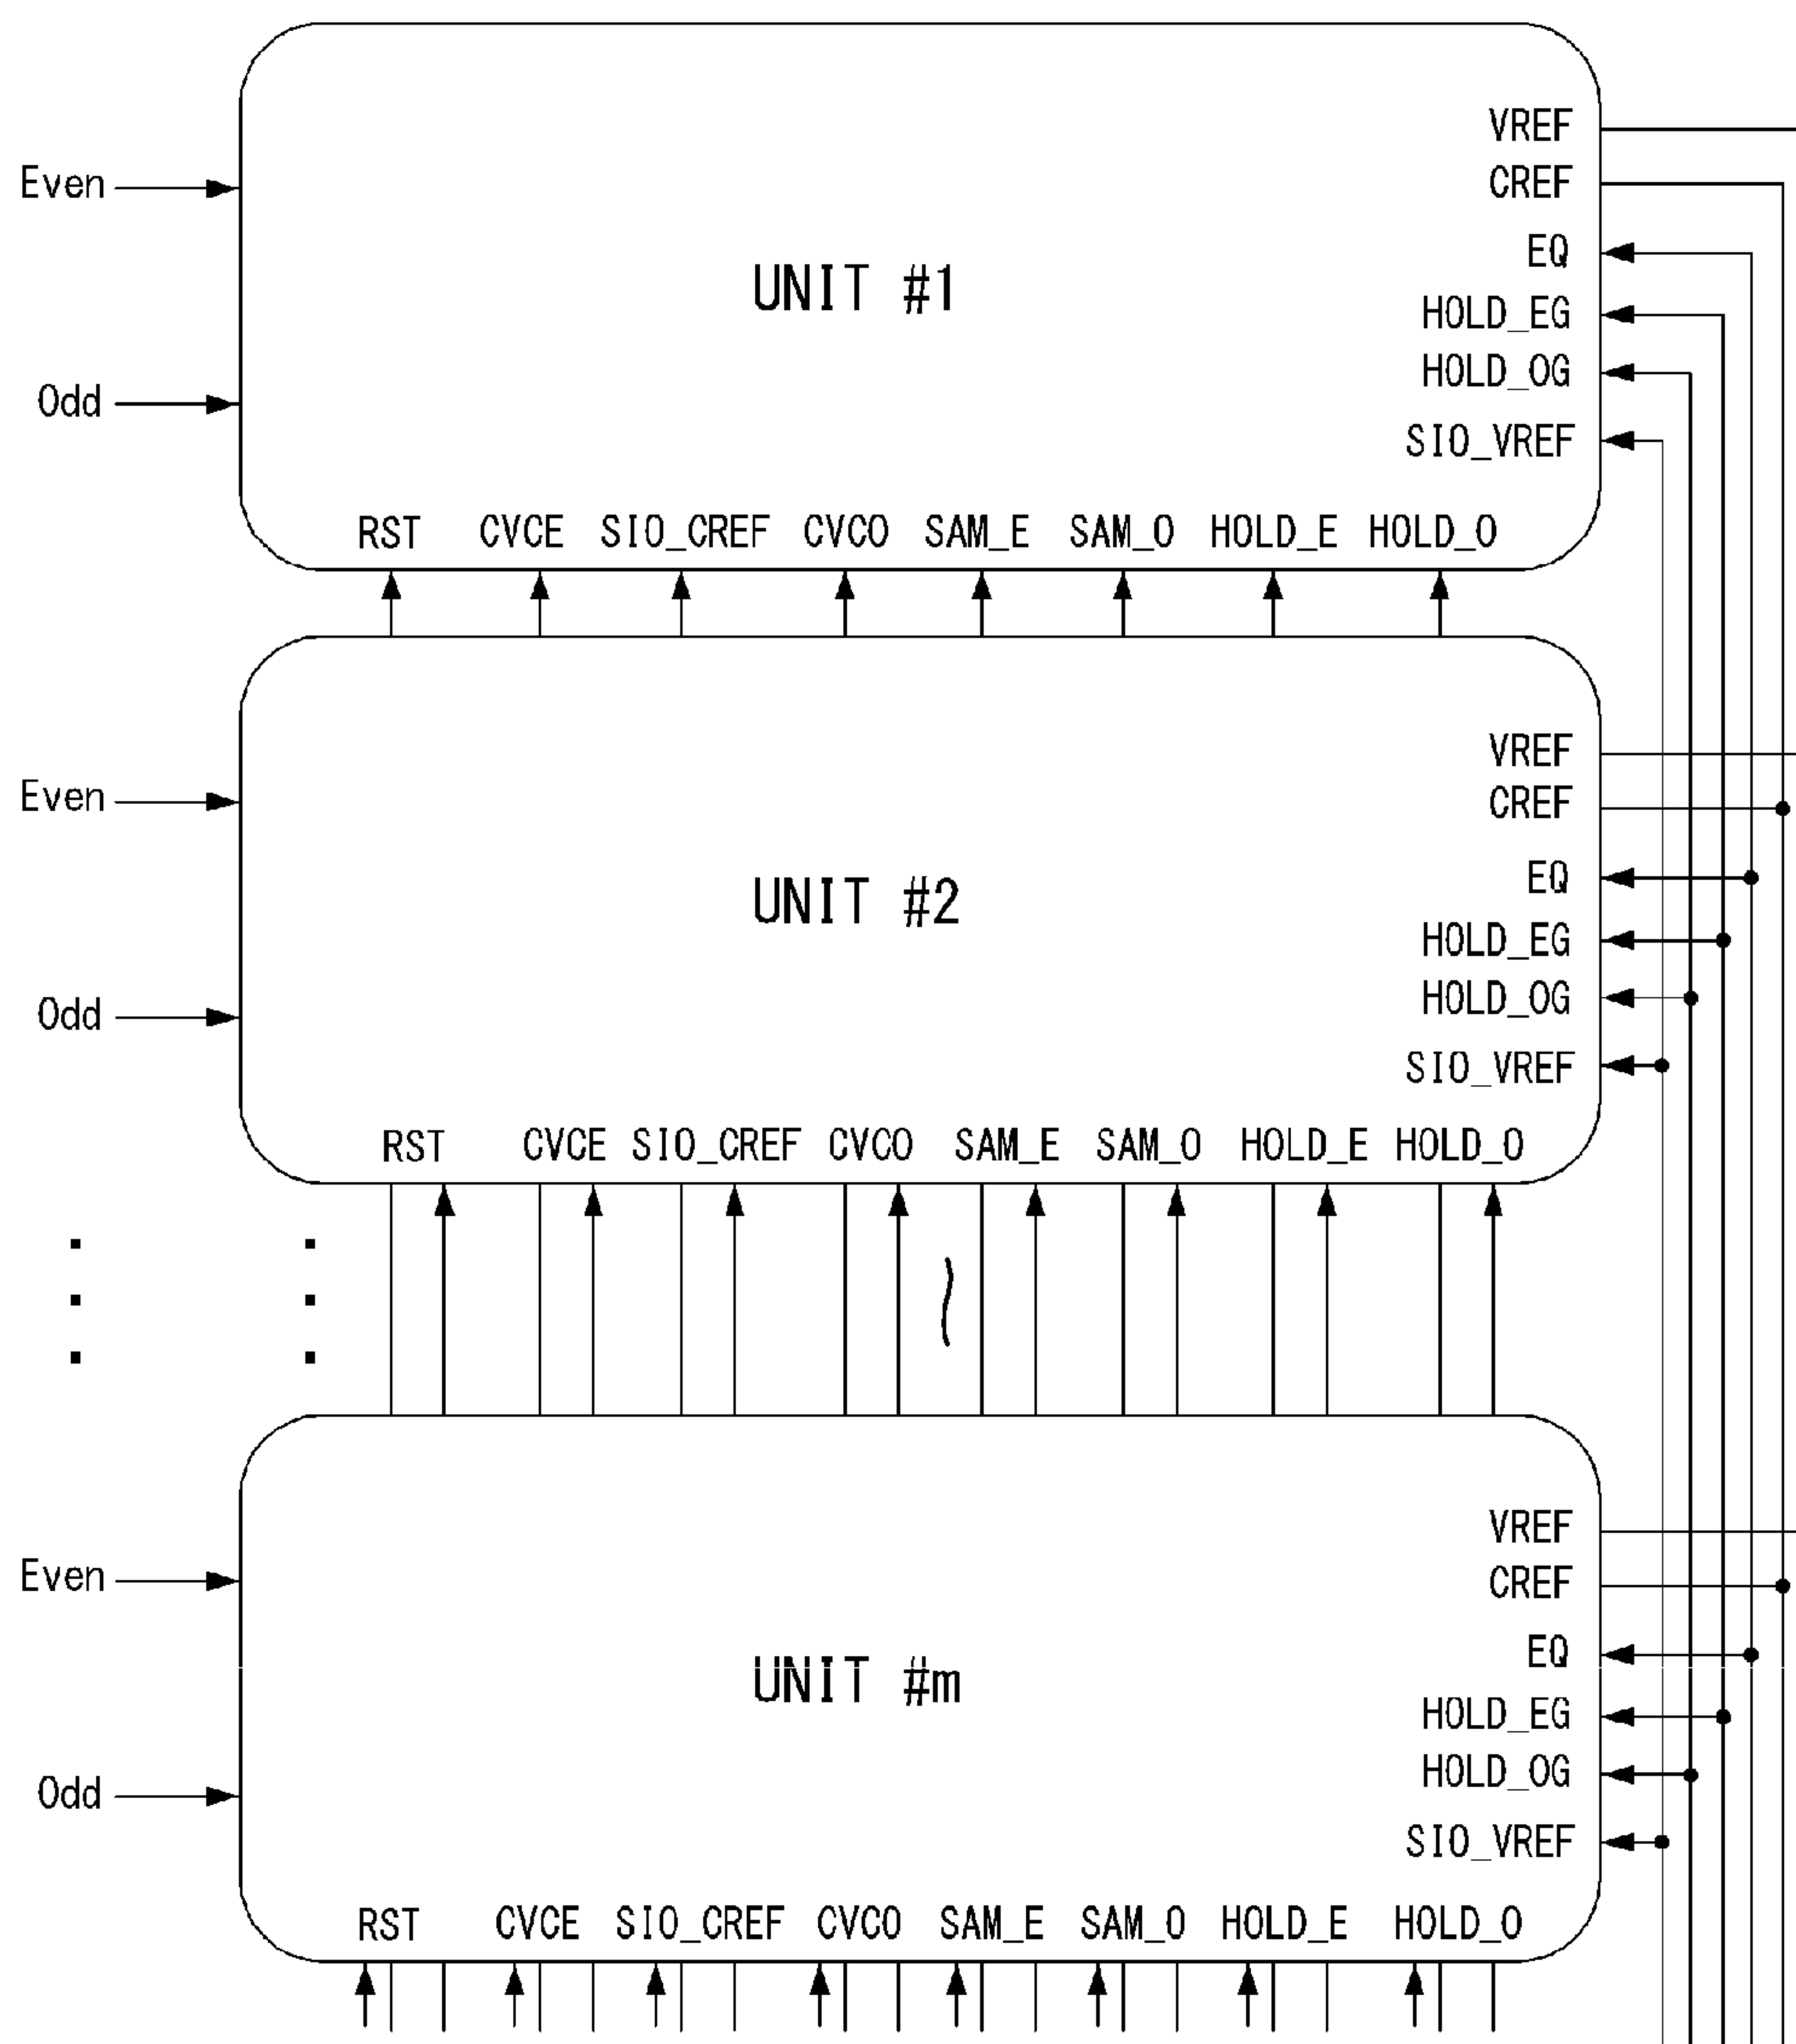 VREF
Even
CREF
EQ
UNIT #1
HOLD_EG
HOLD_OG
Odd
SIO_VREF
RST CVCE SIO_CREF CVCO SAM_E SAM_O HOLD_E HOLD_O
VREF
Even
CREF
EQ
UNIT #2
HOLD_EG
HOLD_OG
Odd
SIO_VREF
RST CVCE SIO_CREF CVCO SAM_E SAM_O HOLD_E HOLD_O
VREF
Even
CREF
EQ
UNIT #m
HOLD_EG
HOLD_OG
Odd
SIO_VREF
RST CVCE SIO_CREF CVCO SAM_E SAM_O HOLD_E HOLD_O